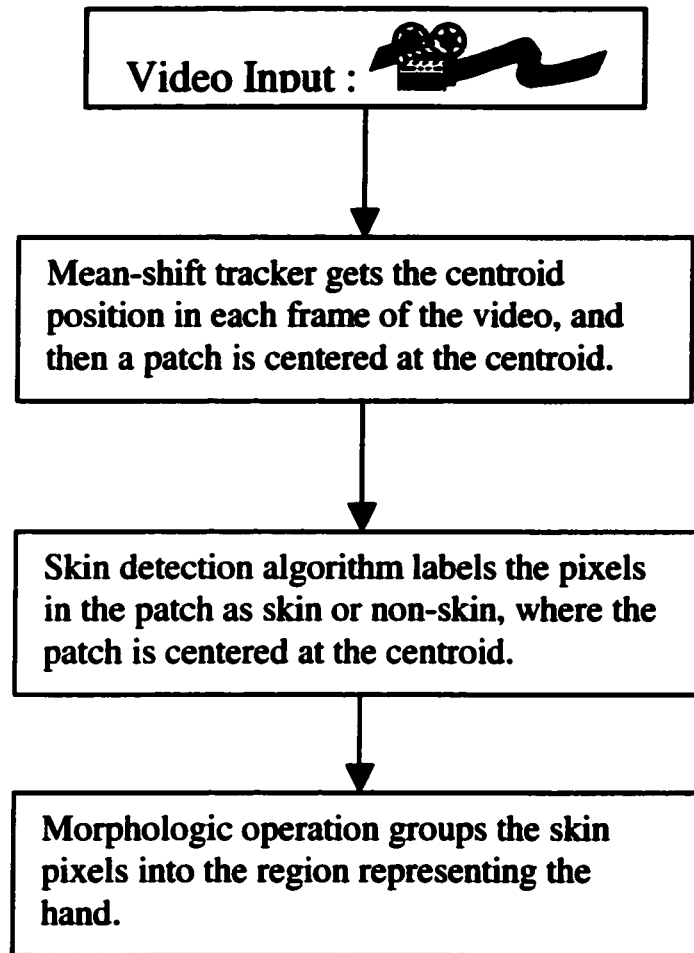 Video Input :
Mean-shift tracker gets the centroid
position in each frame of the video, and
then a patch is centered at the centroid.
Skin detection algorithm labels the pixels
in the patch as skin or non-skin, where the
patch is centered at the centroid.
Morphologic operation groups the skin
pixels into the region representing the
hand.